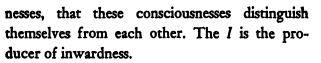 nesses, that these consciousnesses distinguish
themselves from each other. The I is the pro-
ducer of inwardness.